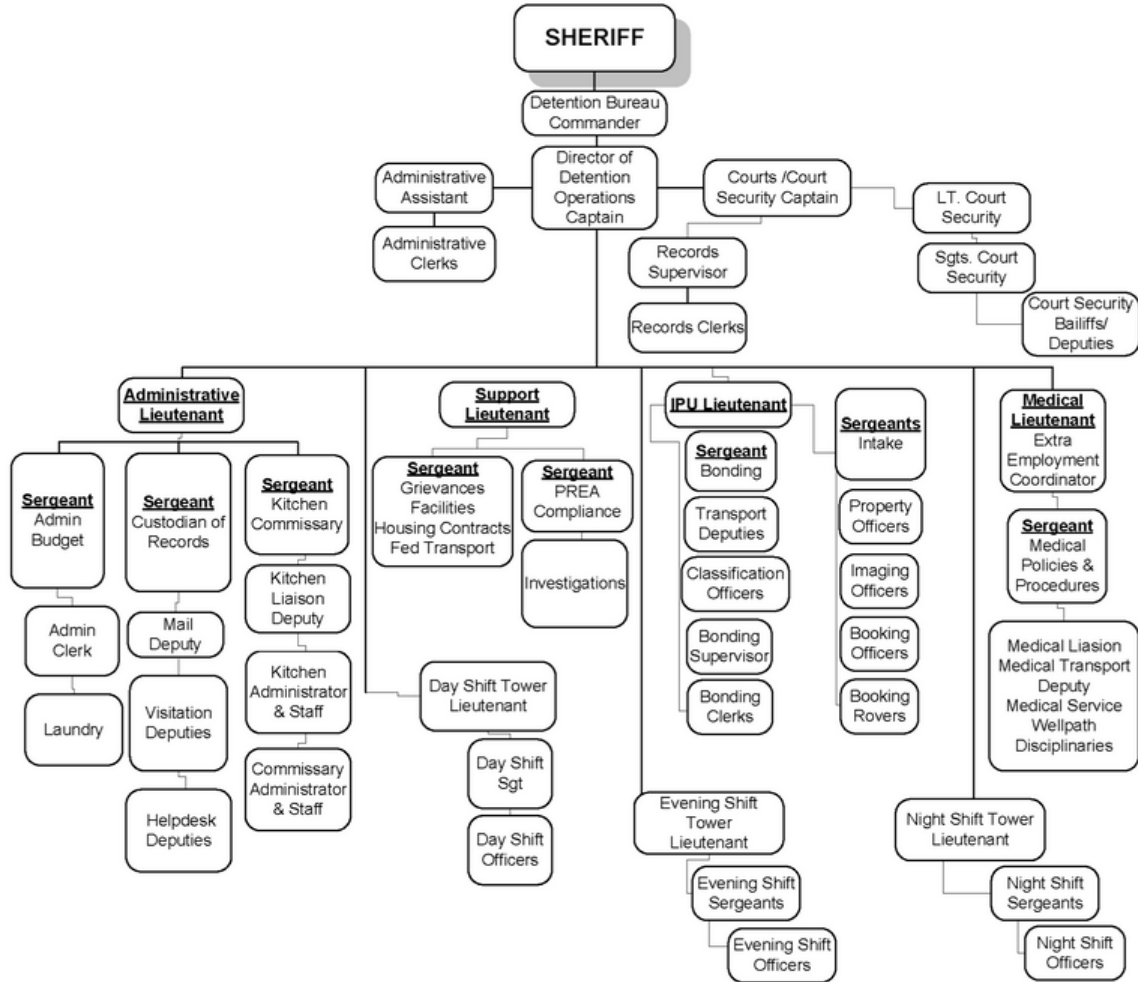 SHERIFF
Detention Bureau
Commander
Director of
Detention
Operations
Captain
Administrative
Assistant
Administrative
Clerks
Courts /Court
Security Captain
Records
Supervisor
Records Clerks
LT. Court
Security
Sgts. Court
Security
Court Security
Bailiffs/
Deputies
Administrative
Lieutenant
Sergeant
Admin
Budget
Admin
Clerk
Laundry
Sergeant
Custodian of
Records
Mail
Deputy
Visitation
Deputies
Helpdesk
Deputies
Sergeant
Kitchen
Commissary
Kitchen
Liaison
Deputy
Kitchen
Administrator
& Staff
Commissary
Administrator
& Staff
Support
Lieutenant
Sergeant
Grievances
Facilities
Housing Contracts
Fed Transport
Sergeant
PREA
Compliance
Investigations
Day Shift Tower
Lieutenant
Day Shift
Sgt
Day Shift
Officers
IPU Lieutenant
Sergeant
Bonding
Transport
Deputies
Classification
Officers
Bonding
Supervisor
Bonding
Clerks
Sergeants
Intake
Property
Officers
Imaging
Officers
Booking
Officers
Booking
Rovers
Evening Shift
Tower
Lieutenant
Evening Shift
Sergeants
Evening Shift
Officers
Medical
Lieutenant
Extra
Employment
Coordinator
Sergeant
Medical
Policies &
Procedures
Medical Liasion
Medical Transport
Deputy
Medical Service
Wellpath
Disciplinaries
Night Shift Tower
Lieutenant
Night Shift
Sergeants
Night Shift
Officers